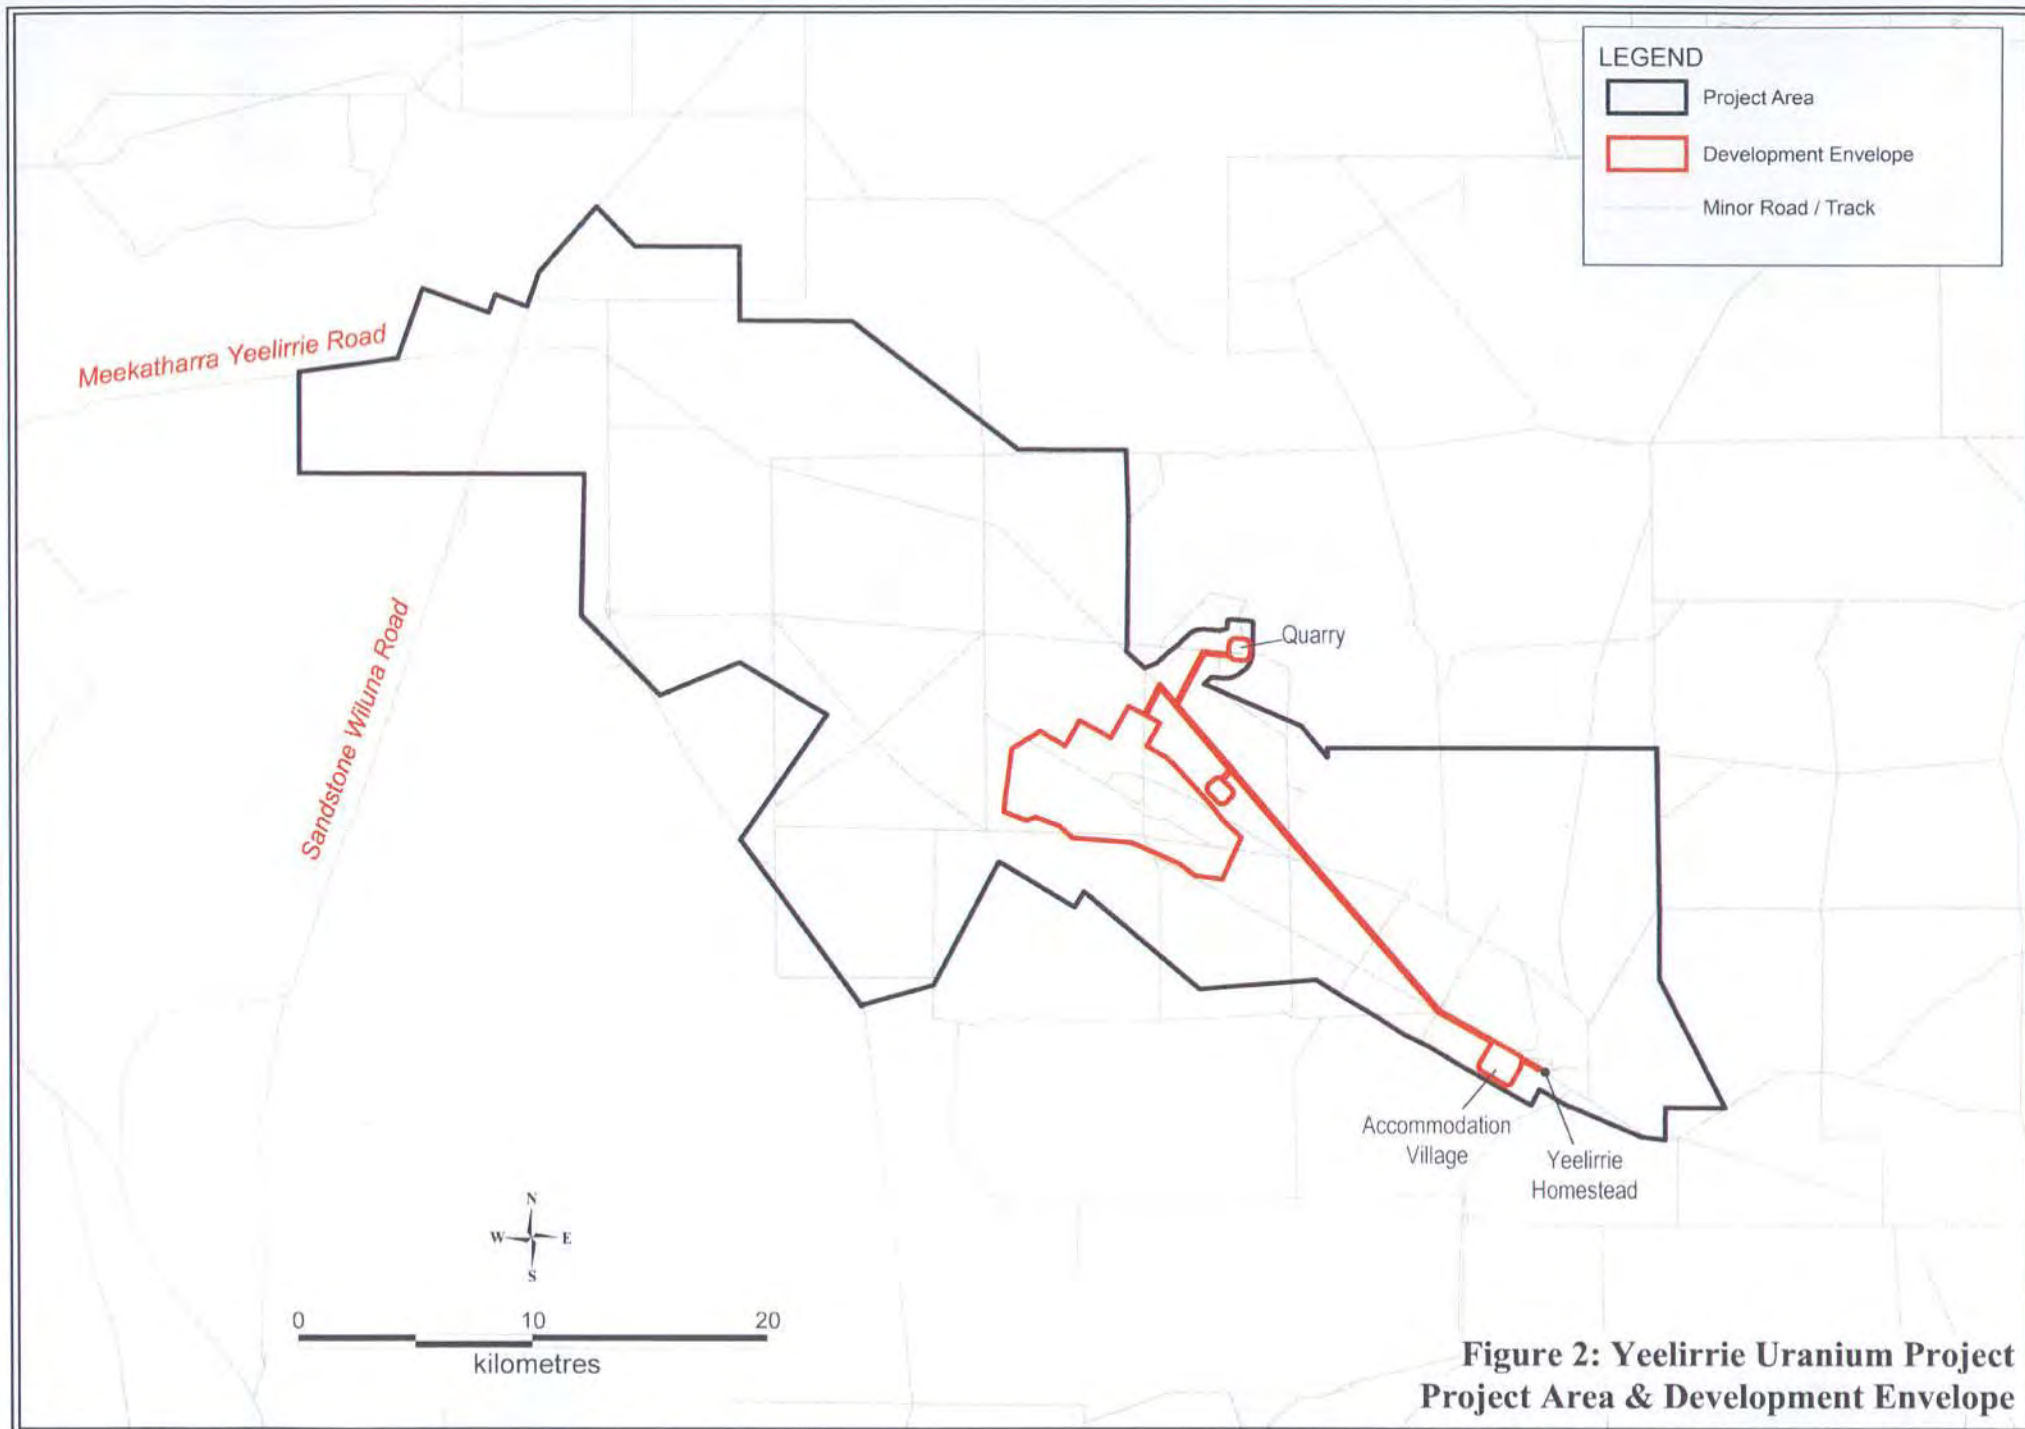 LEGEND
Project Area
Development Envelope
Minor Road / Track
Meekatharra Yeelirrie Road
Sandstone Wiluna Road
Quarry
Accommodation
Village
Yeelirrie
Homestead
N
W E
S
0 10 20
kilometres
Figure 2: Yeelirrie Uranium Project
Project Area & Development Envelope